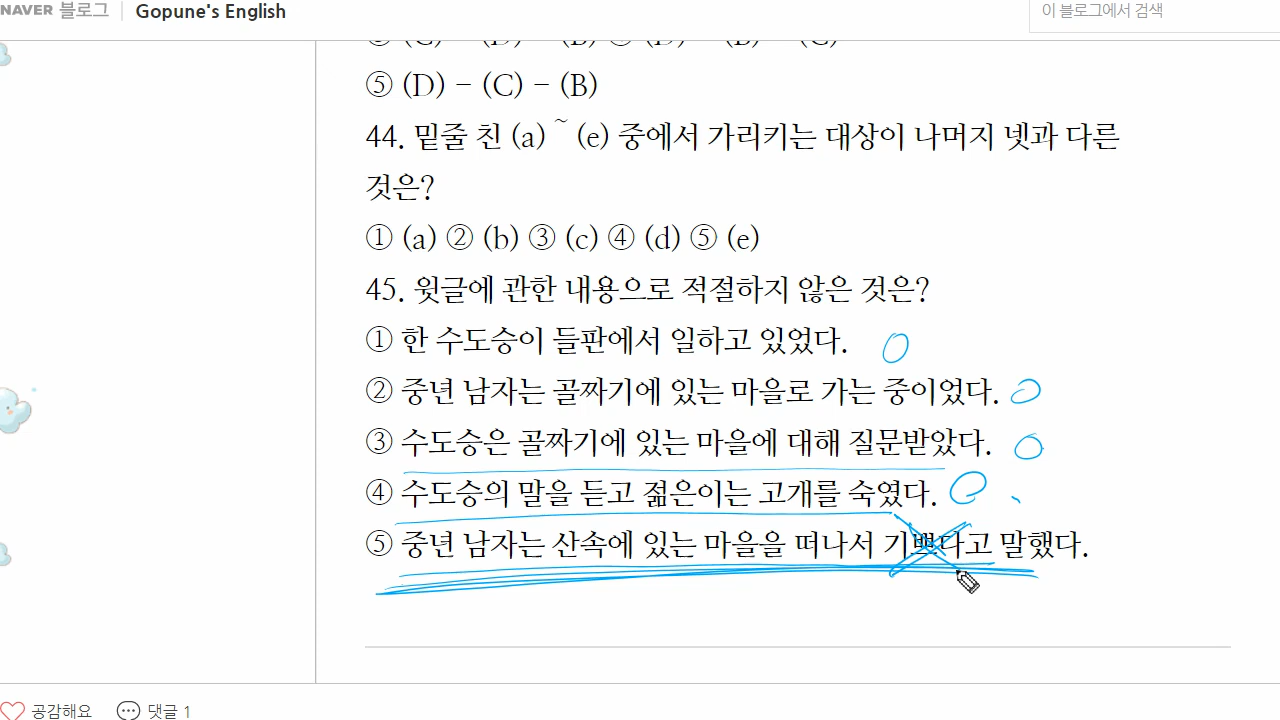 NAVER 블로그 Gopune's English 이 블로그에서 검색
⑤ (D) - (C) - (B)
44. 밑줄 친 (a) ~ (e) 중에서 가리키는 대상이 나머지 넷과 다른
것은?
① (a) ② (b) ③ (c) ④ (d) ⑤ (e)
45. 윗글에 관한 내용으로 적절하지 않은 것은?
① 한 수도승이 들판에서 일하고 있었다.
② 중년 남자는 골짜기에 있는 마을로 가는 중이었다.
③ 수도승은 골짜기에 있는 마을에 대해 질문받았다.
④ 수도승의 말을 듣고 젊은이는 고개를 숙였다.
⑤ 중년 남자는 산속에 있는 마을을 떠나서 기쁘다고 말했다.
공감해요 댓글 1